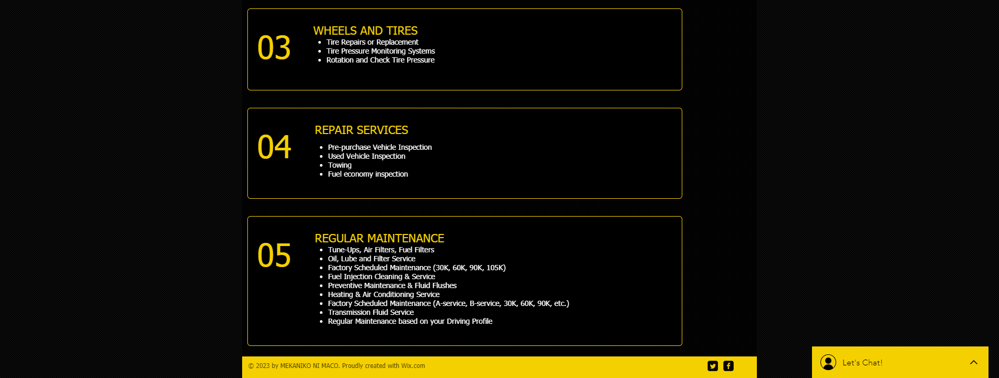 03
WHEELS AND TIRES
Tire Repairs or Replacement
Tire Pressure Monitoring Systems
Rotation and Check Tire Pressure
04
REPAIR SERVICES
Pre-purchase Vehicle Inspection
Used Vehicle Inspection
Towing
Fuel economy inspection
05
REGULAR MAINTENANCE
Tune-Ups, Air Filters, Fuel Filters
Oil, Lube and Filter Service
Factory Scheduled Maintenance (30K, 60K, 90K, 105K)
Fuel Injection Cleaning & Service
Preventive Maintenance & Fluid Flushes
Heating & Air Conditioning Service
Factory Scheduled Maintenance (A-service, B-service, 30K, 60K, 90K, etc.)
Transmission Fluid Service
Regular Maintenance based on your Driving Profile
© 2023 by MEKANIKO NI MACO. Proudly created with Wix.com
Let's Chat!